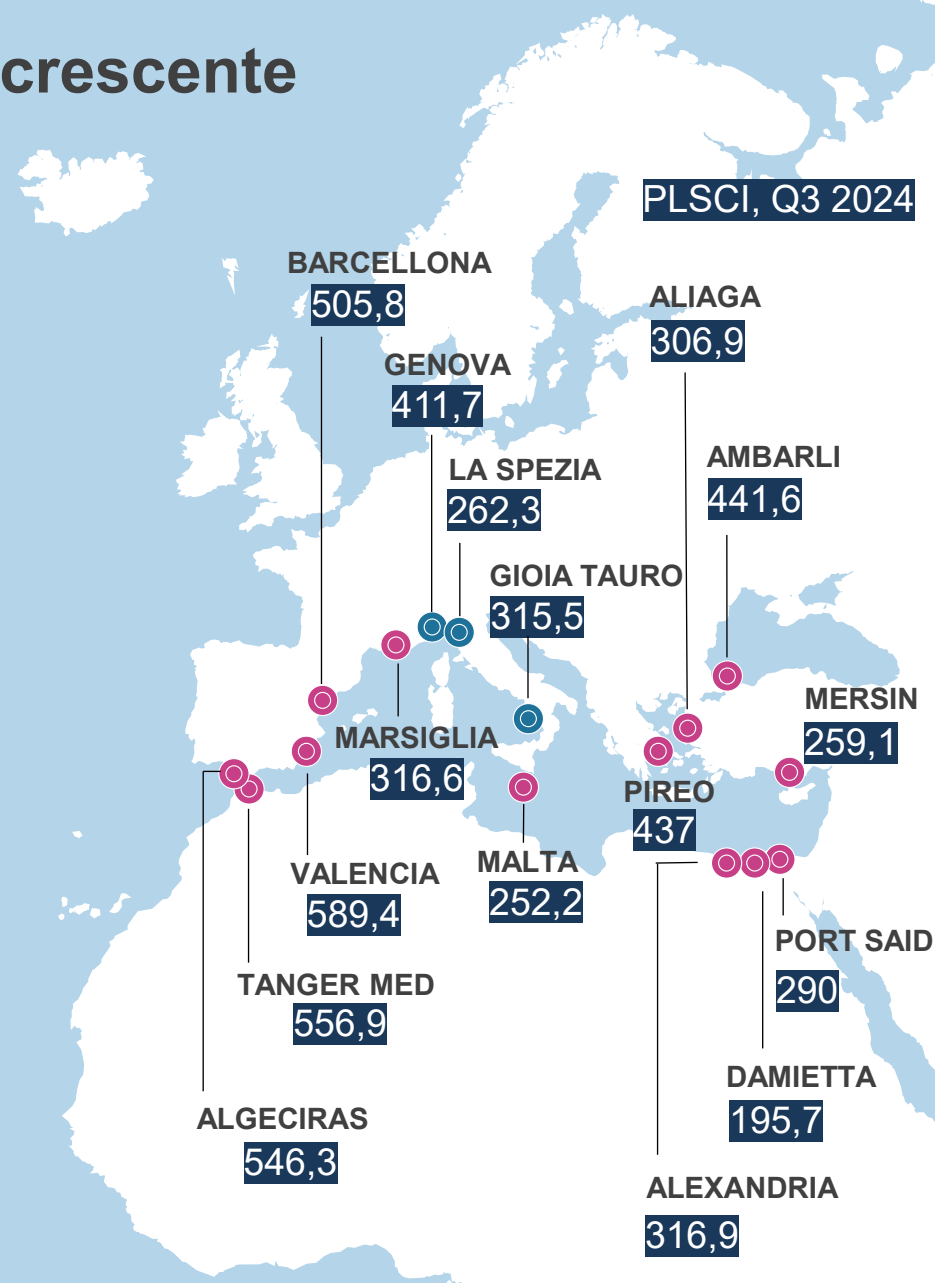 crescente
PLSCI, Q3 2024
BARCELLONA
505,8
ALIAGA
306,9
GENOVA
411,7
LA SPEZIA
262,3
AMBARLI
441,6
GIOIA TAURO
315,5
MERSIN
259,1
MARSIGLIA
316,6
PIREO
437
MALTA
252,2
VALENCIA
589,4
PORT SAID
290
TANGER MED
556,9
DAMIETTA
195,7
ALGECIRAS
546,3
ALEXANDRIA
316,9